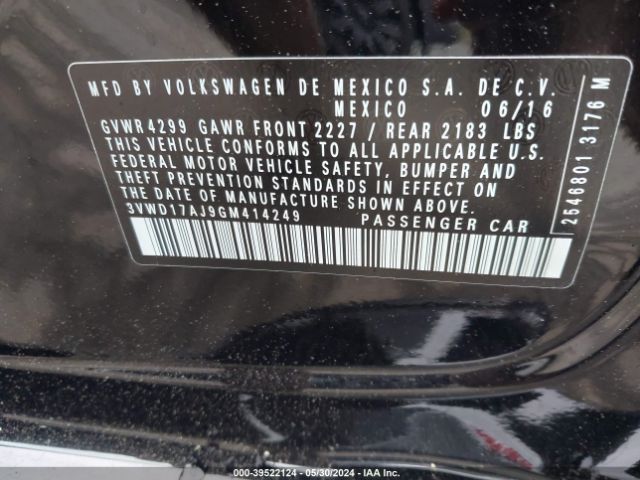 MFD BY VOLKSWAGEN DE MEXICO S.A. DE C.V.
MEXICO 06/16
GVWR 4299 GAWR FRONT 2227 / REAR 2183 LBS
THIS VEHICLE CONFORMS TO ALL APPLICABLE U.S.
FEDERAL MOTOR VEHICLE SAFETY, BUMPER AND
THEFT PREVENTION STANDARDS IN EFFECT ON
THE DATE OF MANUFACTURE SHOWN ABOVE.
3VWD17AJ9GM414249 PASSENGER CAR
2546801 3176 M
000-39522124 - 05/30/2024 - IAA Inc.